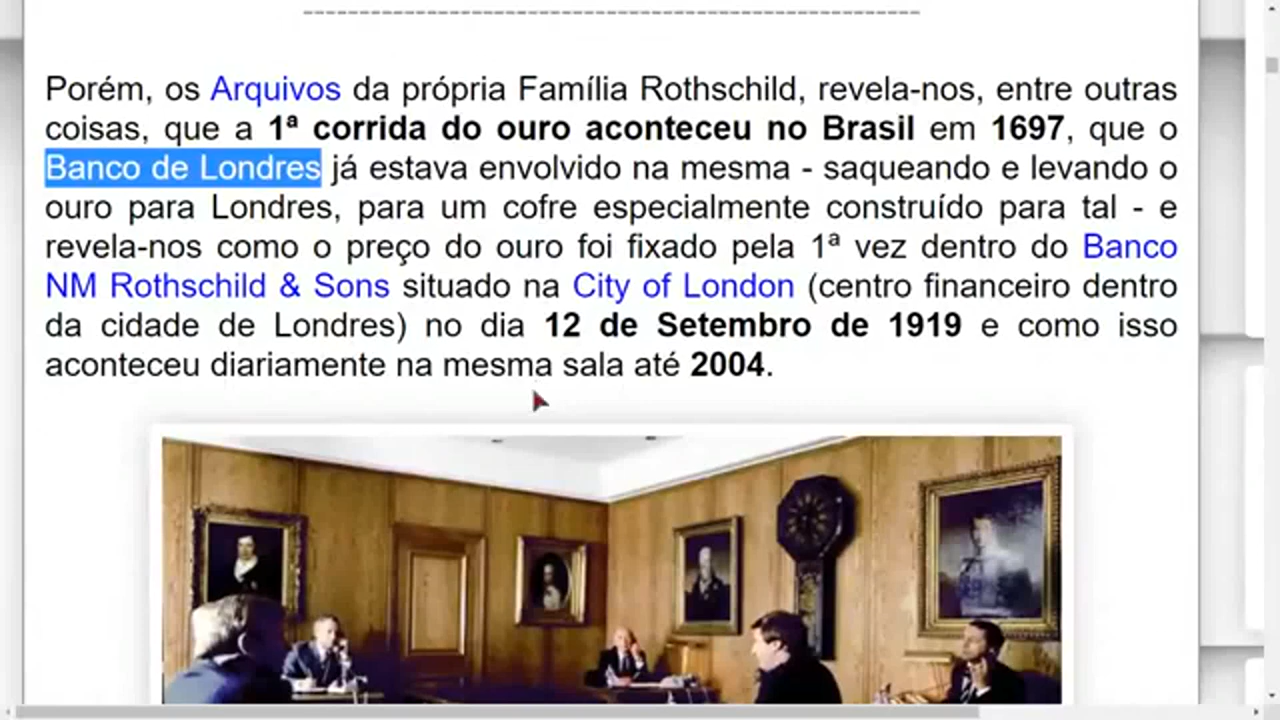 Porém, os Arquivos da própria Família Rothschild, revela-nos, entre outras
coisas, que a 1ª corrida do ouro aconteceu no Brasil em 1697, que o
Banco de Londres já estava envolvido na mesma - saqueando e levando o
ouro para Londres, para um cofre especialmente construído para tal - e
revela-nos como o preço do ouro foi fixado pela 1ª vez dentro do Banco
NM Rothschild & Sons situado na City of London (centro financeiro dentro
da cidade de Londres) no dia 12 de Setembro de 1919 e como isso
aconteceu diariamente na mesma sala até 2004.